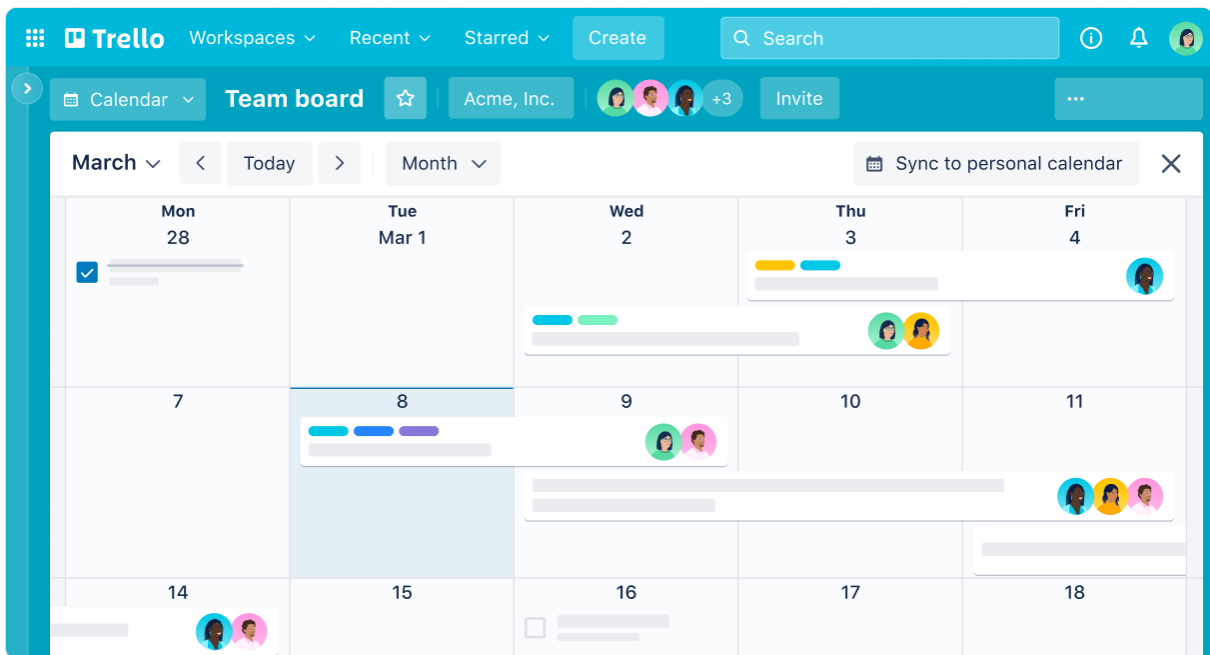 Trello Workspaces Recent Starred Create Search
Calendar Team board Acme, Inc. +3 Invite
March Today Month Sync to personal calendar
Mon Tue Wed Thu Fri
28 Mar 1 2 3 4
7 8 9 10 11
14 15 16 17 18